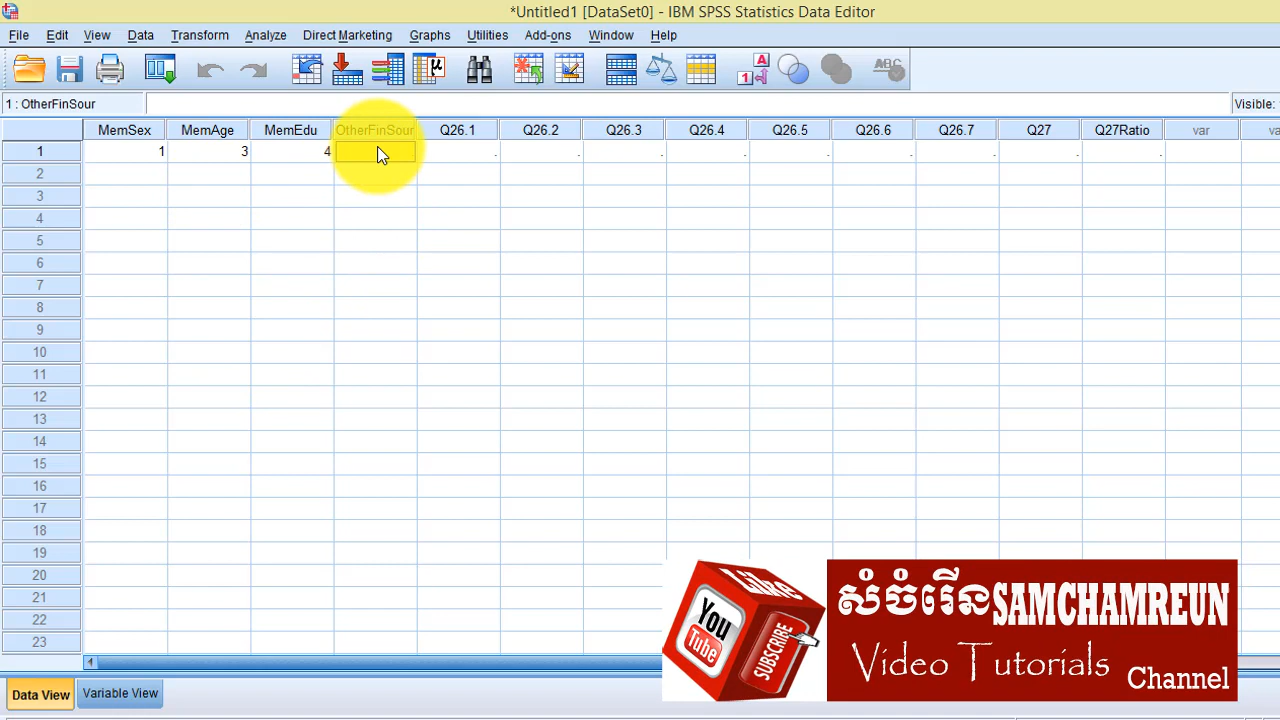 *Untitled1 [DataSet0] - IBM SPSS Statistics Data Editor
File Edit View Data Transform Analyze Direct Marketing Graphs Utilities Add-ons Window Help
1 : OtherFinSour Visible:
MemSex MemAge MemEdu OtherFinSour Q26.1 Q26.2 Q26.3 Q26.4 Q26.5 Q26.6 Q26.7 Q27 Q27Ratio var va
1 1 3 4 . . . . . . . . .
2
3
4
5
6
7
8
9
10
11
12
13
14
15
16
17
18
19
20
21
22
23
Like
You
Tube
SUBSCRIBE
សំចំរើនSAMCHAMREUN
Video Tutorials Channel
Data View Variable View